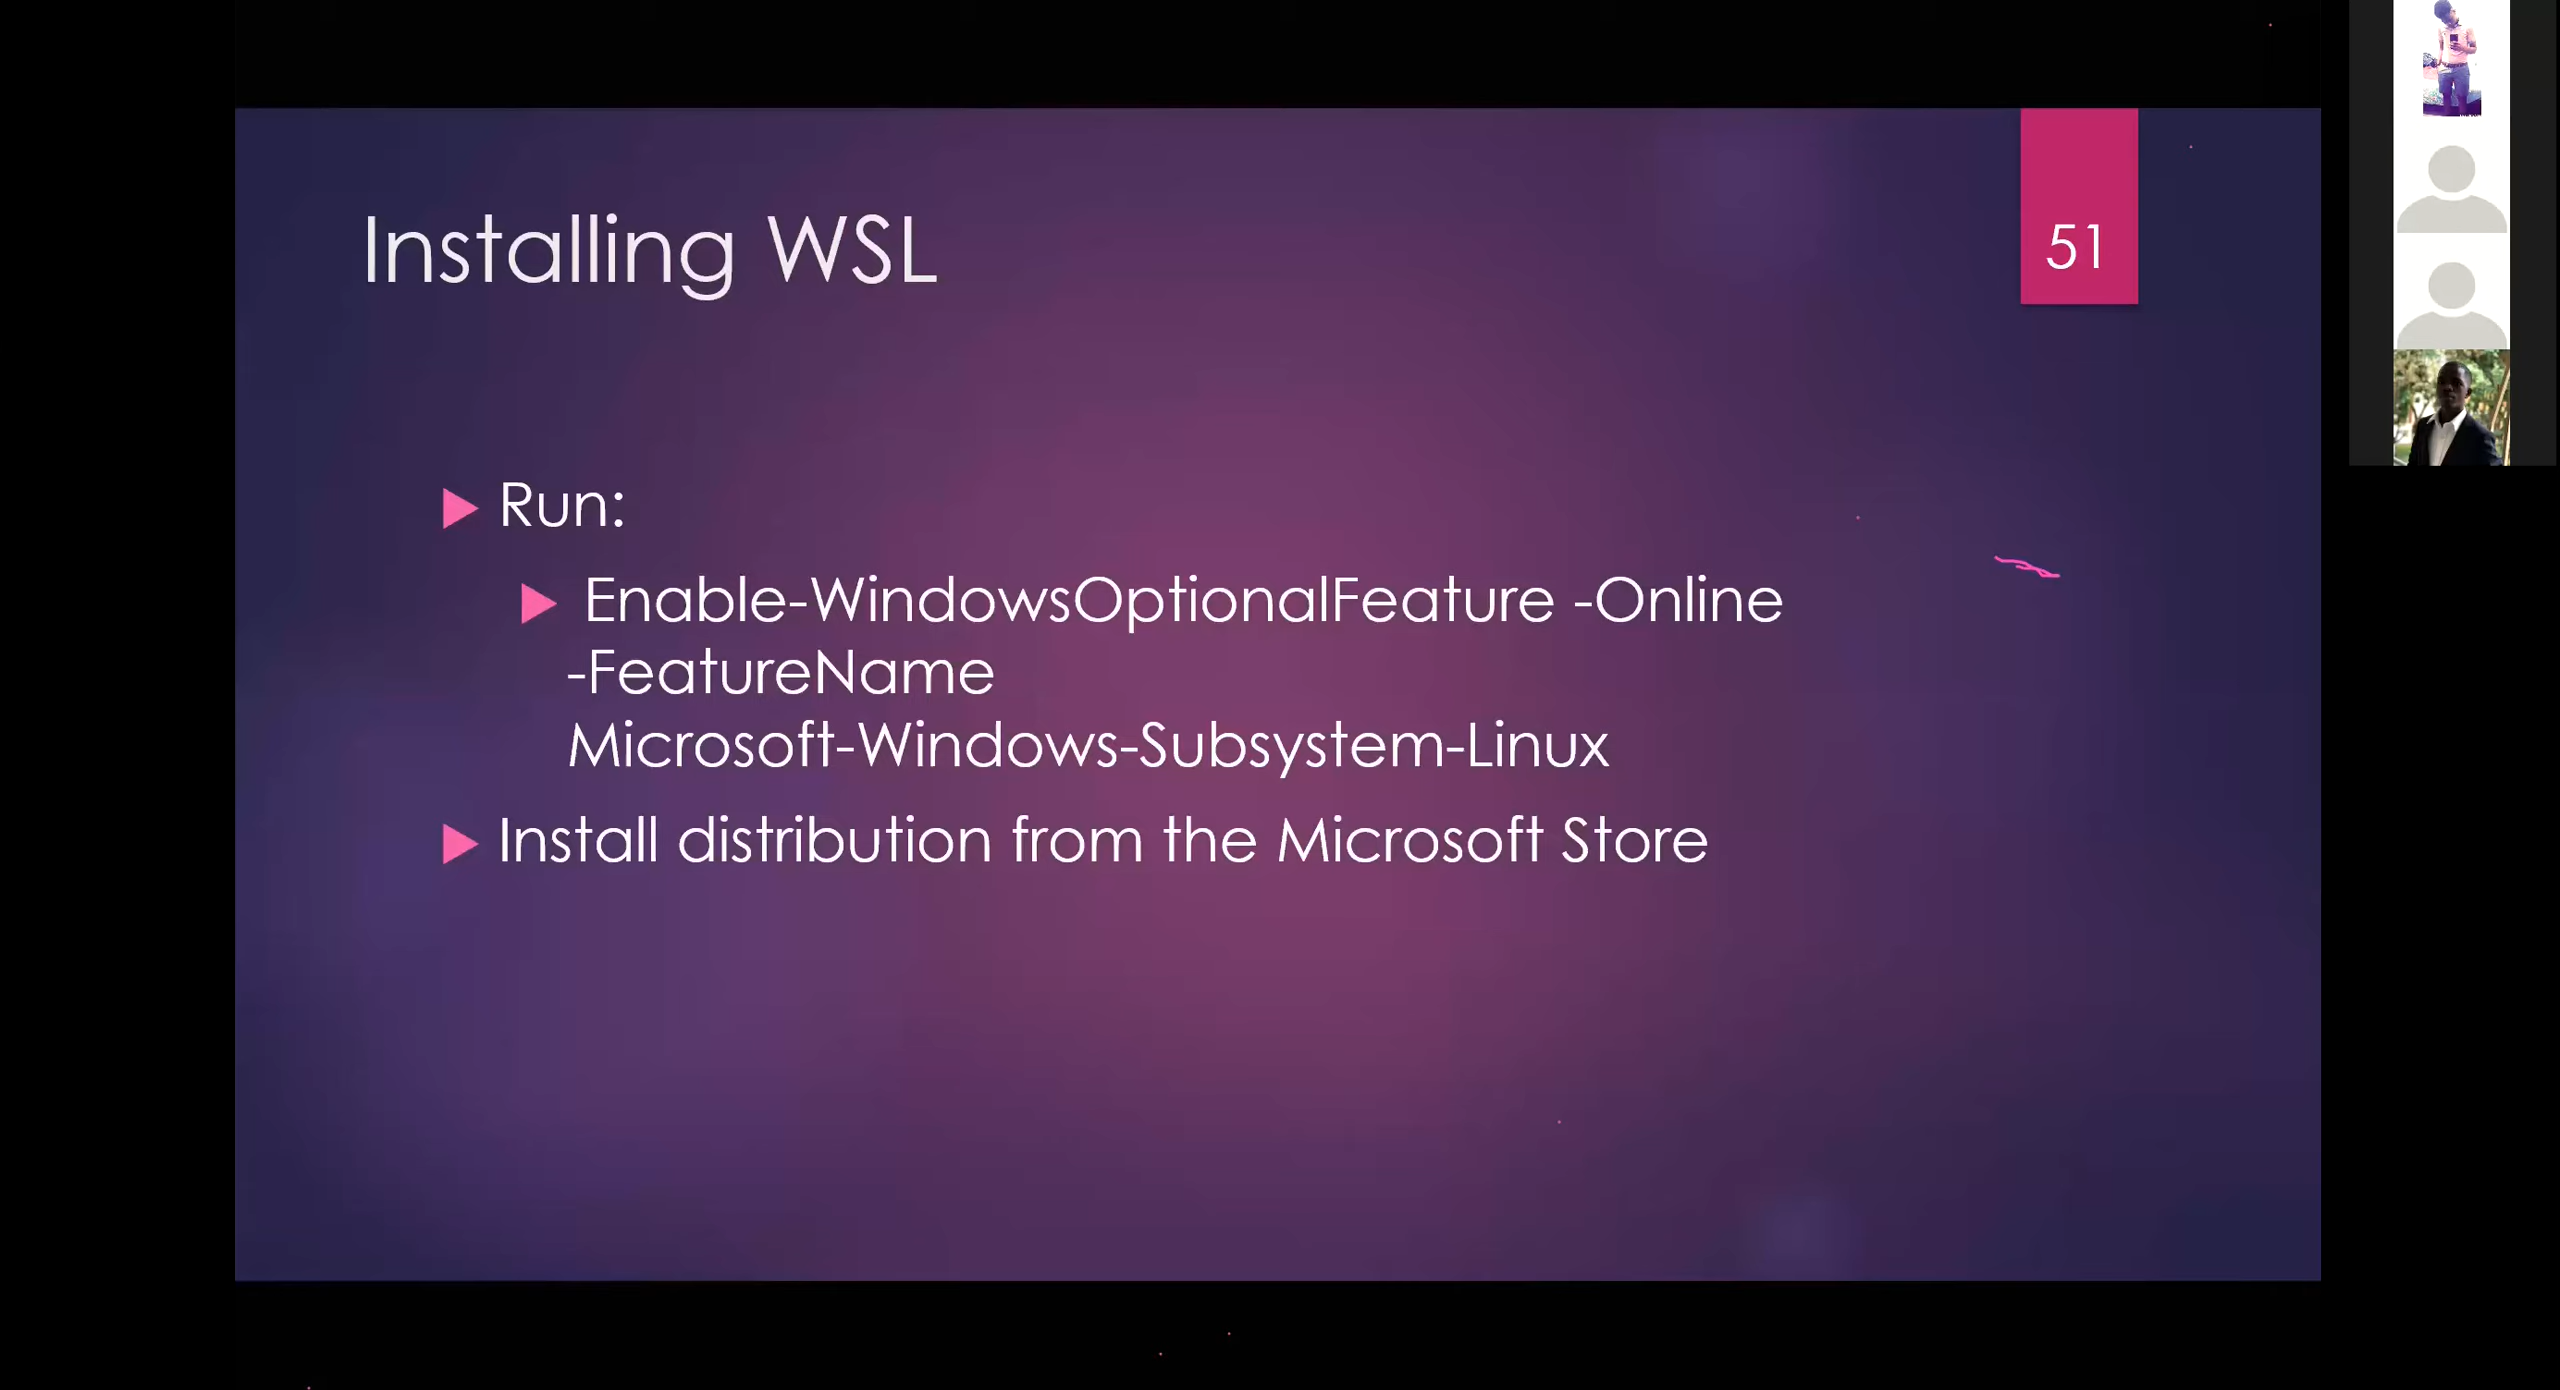 Installing WSL
51
Run:
Enable-WindowsOptionalFeature -Online
-FeatureName
Microsoft-Windows-Subsystem-Linux
Install distribution from the Microsoft Store